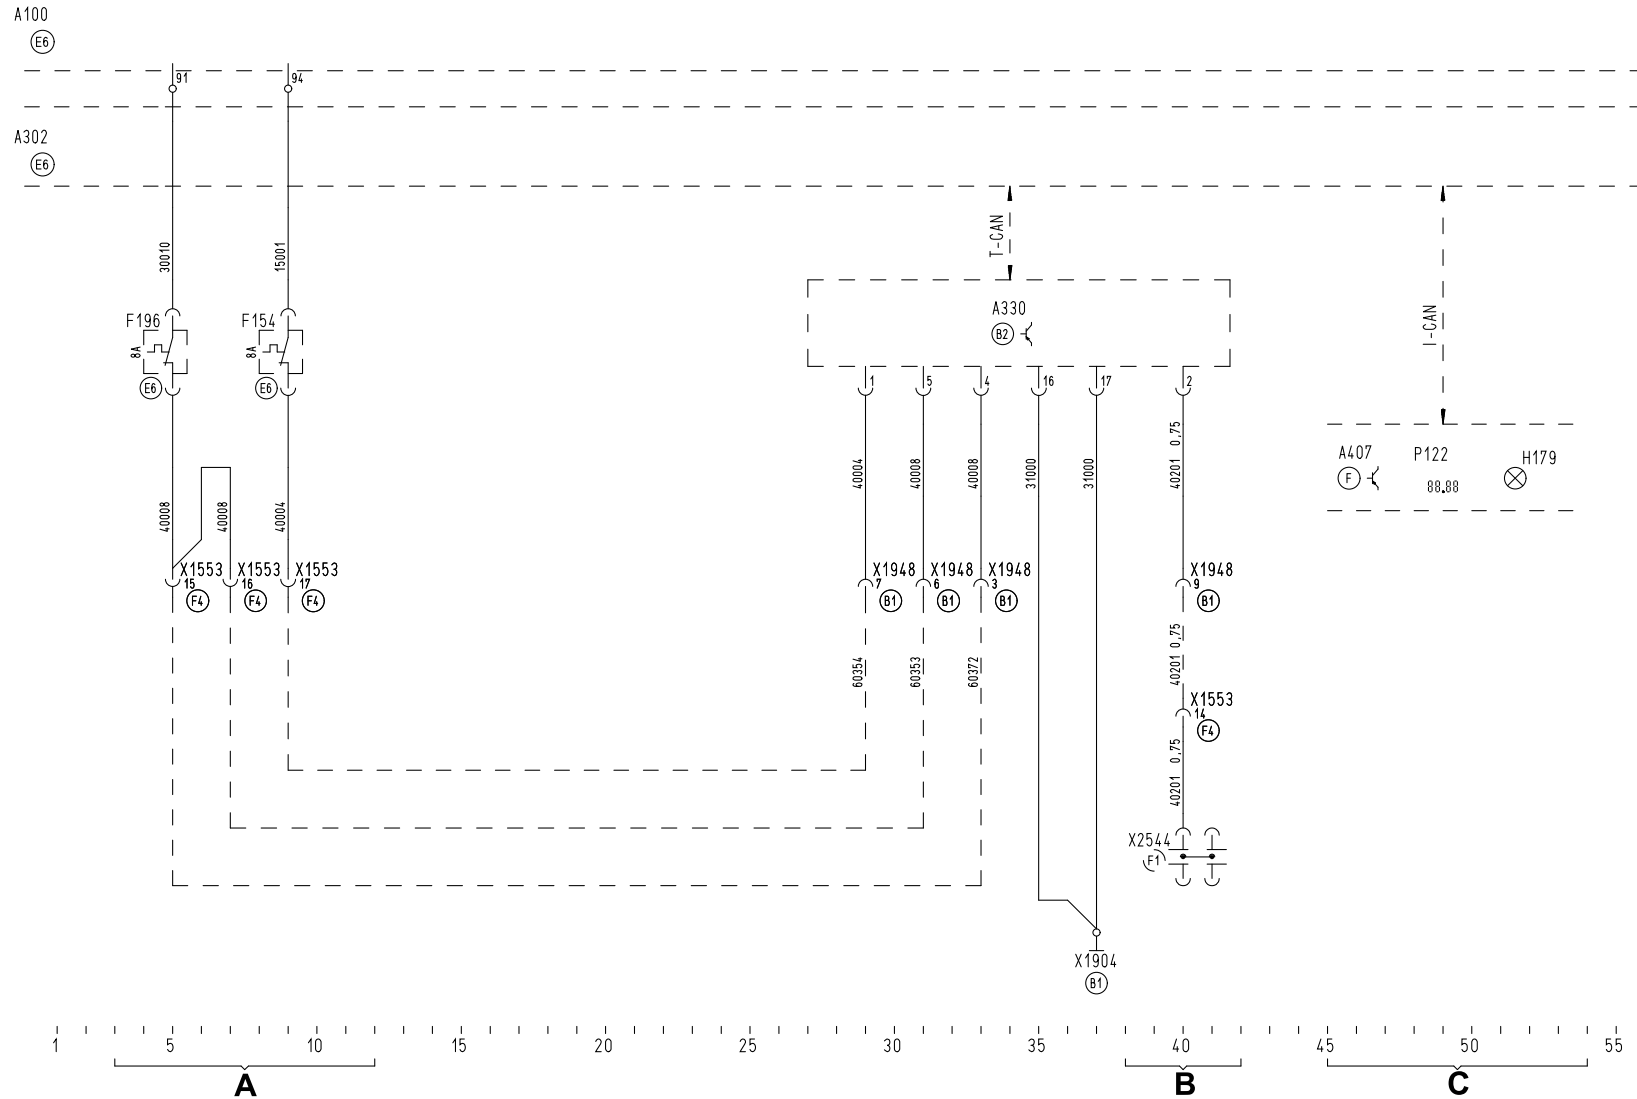 A100
E6
91
94
A302
E6
T-CAN
I-CAN
30010
15001
F196
8A
E6
F154
8A
E6
A330
B2
1
5
4
16
17
2
A407
F
P122
88.88
H179
40008
40008
40004
40004
40008
40008
31000
31000
40201 0,75
X1553
15
F4
X1553
16
F4
X1553
17
F4
X1948
7
B1
X1948
6
B1
X1948
3
B1
X1948
9
B1
60354
60353
60372
40201 0,75
X1553
14
F4
40201 0,75
X2544
F1
X1904
B1
1 5 10 15 20 25 30 35 40 45 50 55
A B C